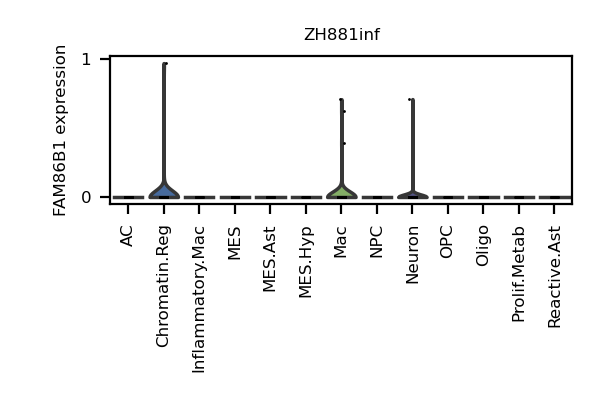 ZH881inf
FAM86B1 expression
1
0
AC
Chromatin.Reg
Inflammatory.Mac
MES
MES.Ast
MES.Hyp
Mac
NPC
Neuron
OPC
Oligo
Prolif.Metab
Reactive.Ast